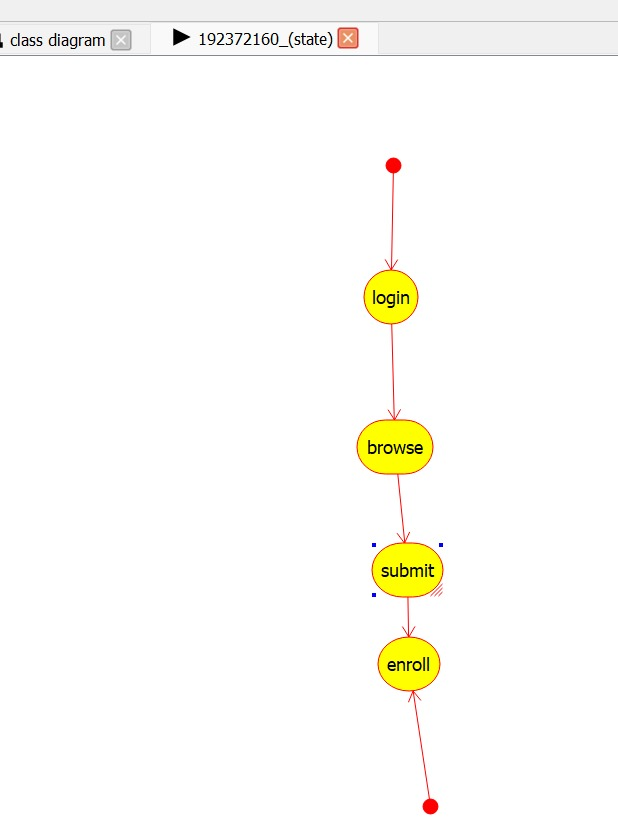 class diagram
192372160_(state)
login
browse
submit
enroll